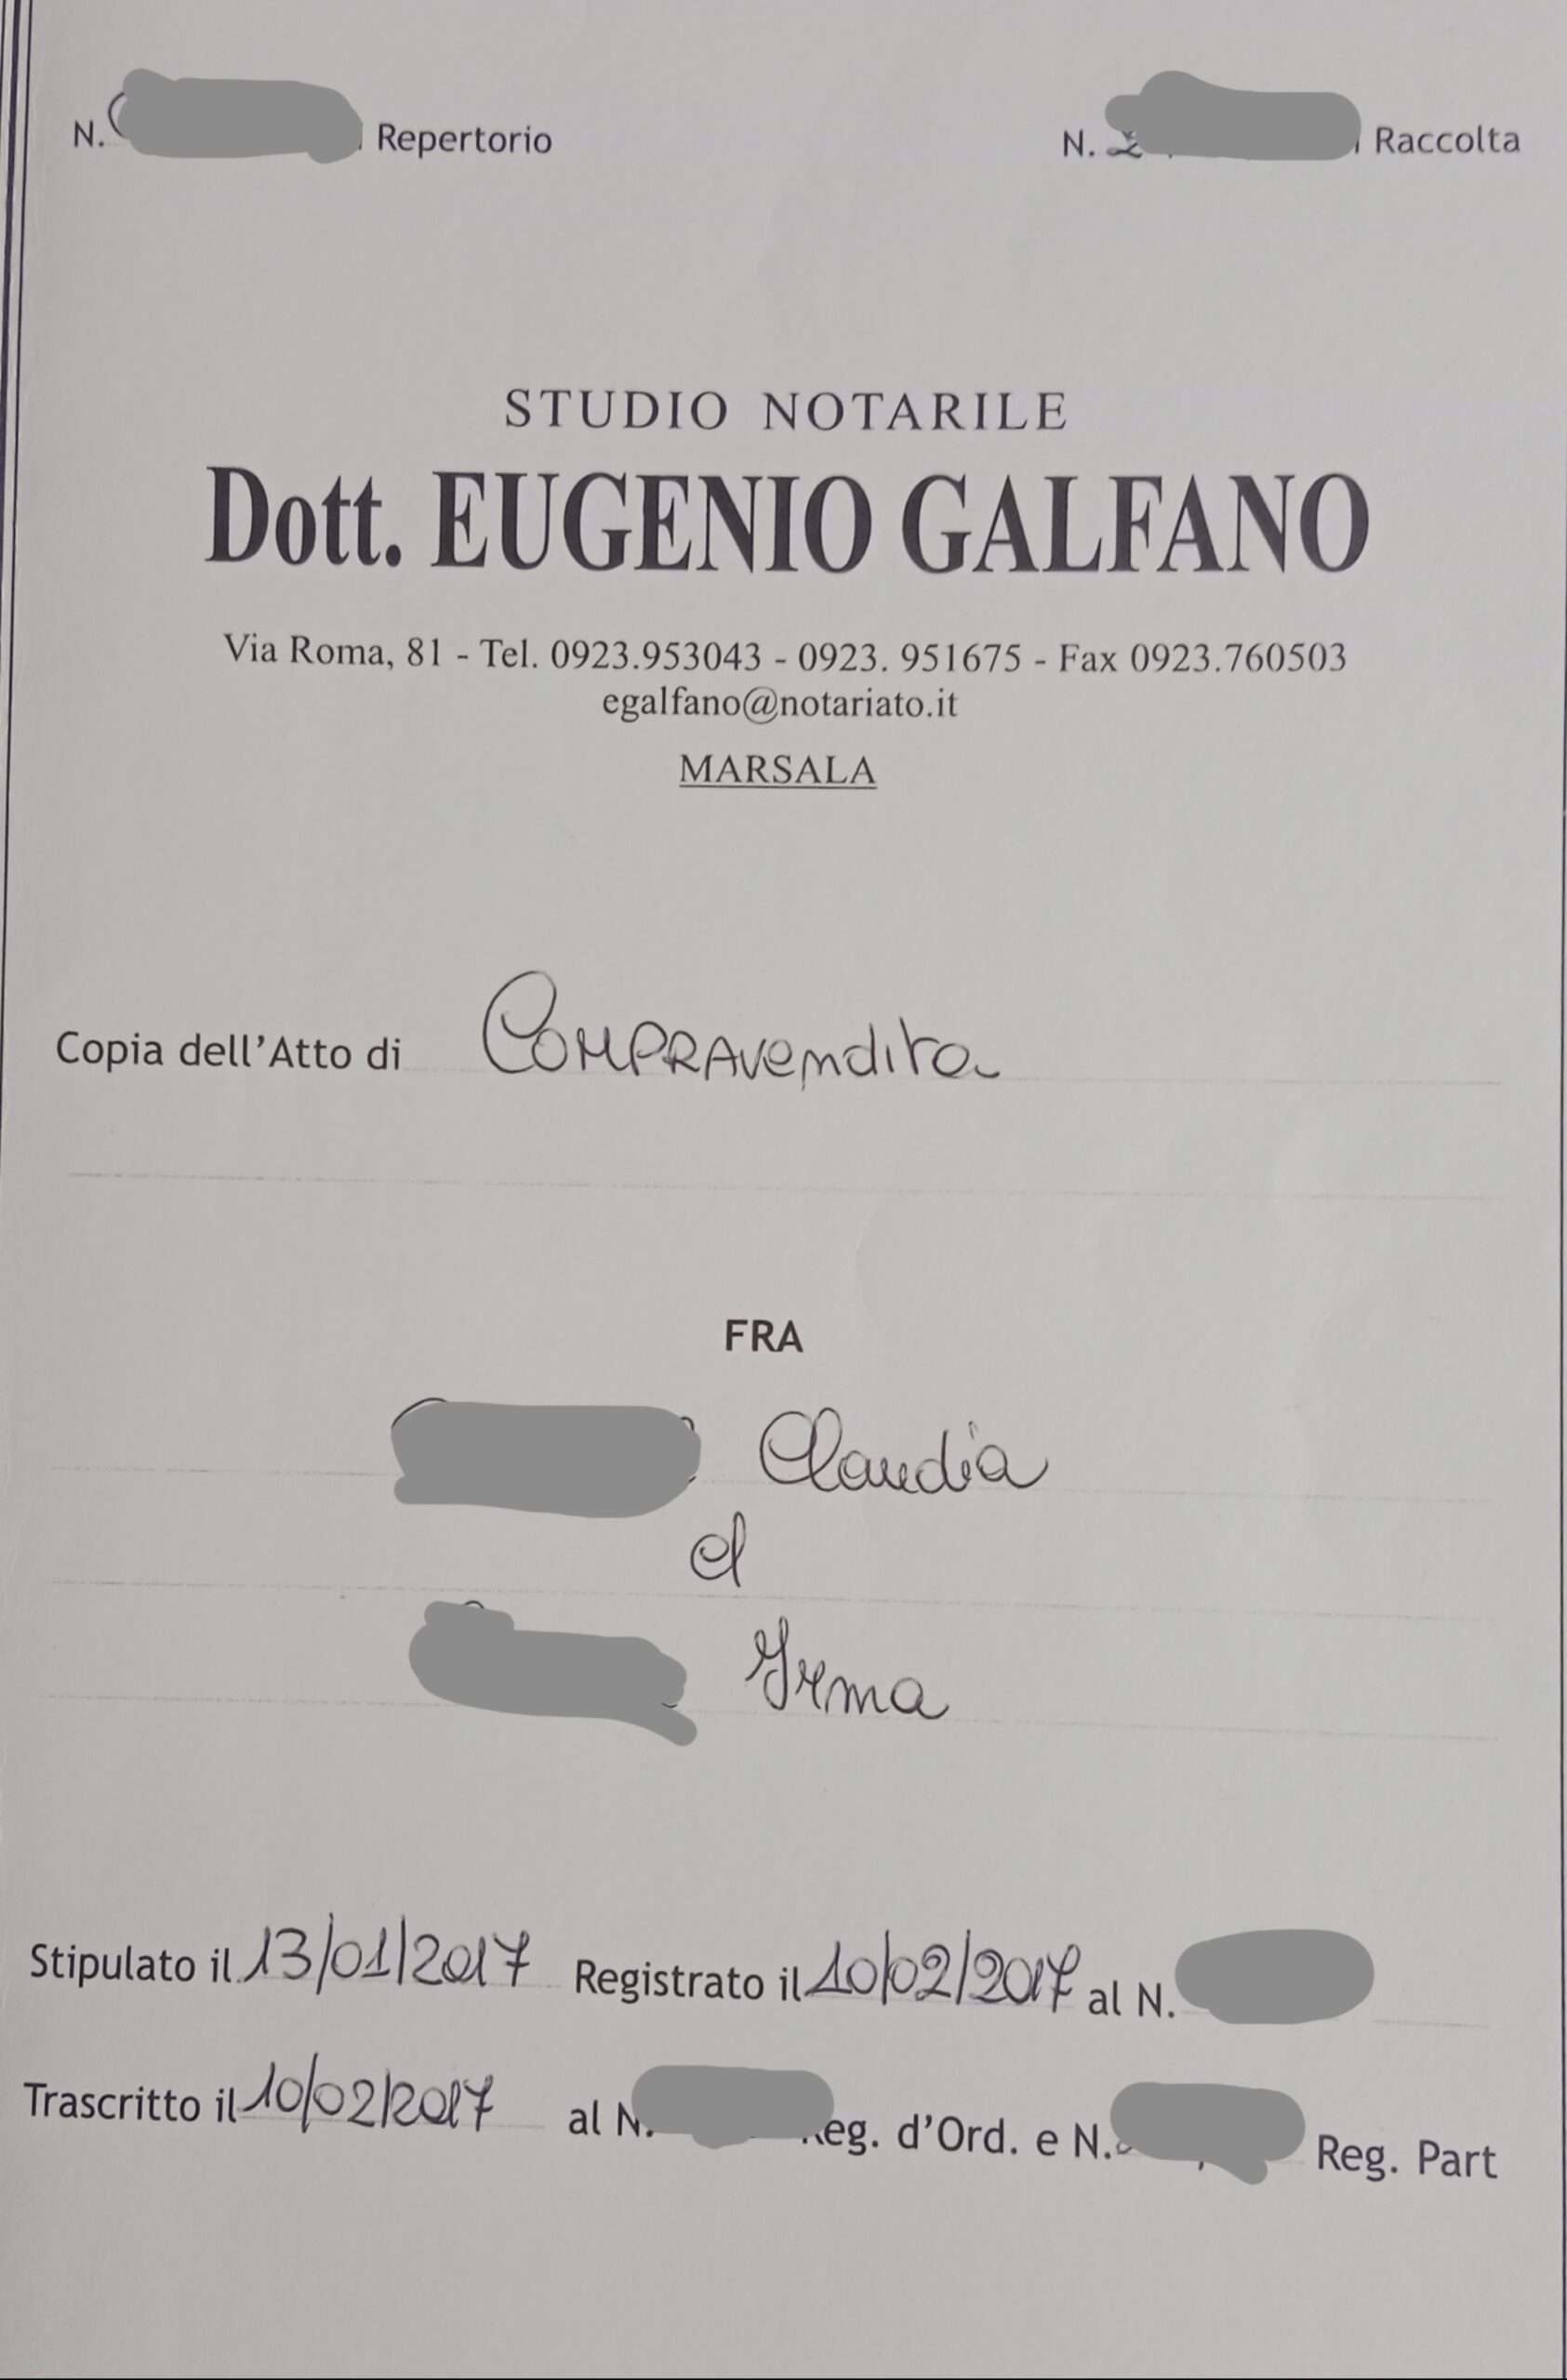 N. Repertorio N. Raccolta
STUDIO NOTARILE
Dott. EUGENIO GALFANO
Via Roma, 81 - Tel. 0923.953043 - 0923. 951675 - Fax 0923.760503
egalfano@notariato.it
MARSALA
Copia dell'Atto di COMPRAvendita
FRA
Claudia
e
Irma
Stipulato il 13/01/2017 Registrato il 10/02/2017 al N.
Trascritto il 10/02/2017 al N. Reg. d'Ord. e N. Reg. Part